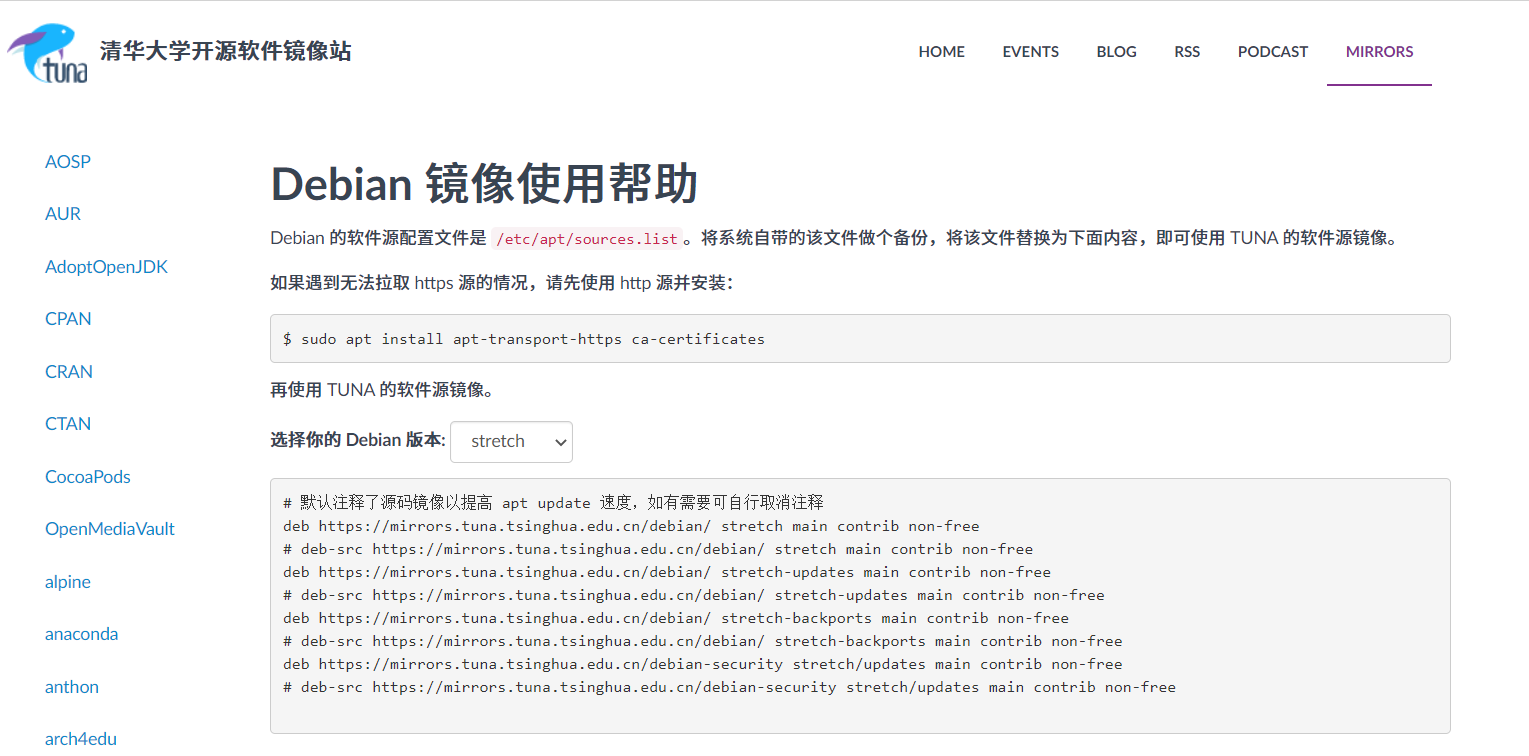 tuna
清华大学开源软件镜像站
HOME
EVENTS
BLOG
RSS
PODCAST
MIRRORS
AOSP
AUR
AdoptOpenJDK
CPAN
CRAN
CTAN
CocoaPods
OpenMediaVault
alpine
anaconda
anthon
arch4edu
Debian 镜像使用帮助
Debian 的软件源配置文件是 /etc/apt/sources.list。将系统自带的该文件做个备份，将该文件替换为下面内容，即可使用 TUNA 的软件源镜像。
如果遇到无法拉取 https 源的情况，请先使用 http 源并安装：
$ sudo apt install apt-transport-https ca-certificates
再使用 TUNA 的软件源镜像。
选择你的 Debian 版本: stretch
# 默认注释了源码镜像以提高 apt update 速度，如有需要可自行取消注释
deb https://mirrors.tuna.tsinghua.edu.cn/debian/ stretch main contrib non-free
# deb-src https://mirrors.tuna.tsinghua.edu.cn/debian/ stretch main contrib non-free
deb https://mirrors.tuna.tsinghua.edu.cn/debian/ stretch-updates main contrib non-free
# deb-src https://mirrors.tuna.tsinghua.edu.cn/debian/ stretch-updates main contrib non-free
deb https://mirrors.tuna.tsinghua.edu.cn/debian/ stretch-backports main contrib non-free
# deb-src https://mirrors.tuna.tsinghua.edu.cn/debian/ stretch-backports main contrib non-free
deb https://mirrors.tuna.tsinghua.edu.cn/debian-security stretch/updates main contrib non-free
# deb-src https://mirrors.tuna.tsinghua.edu.cn/debian-security stretch/updates main contrib non-free